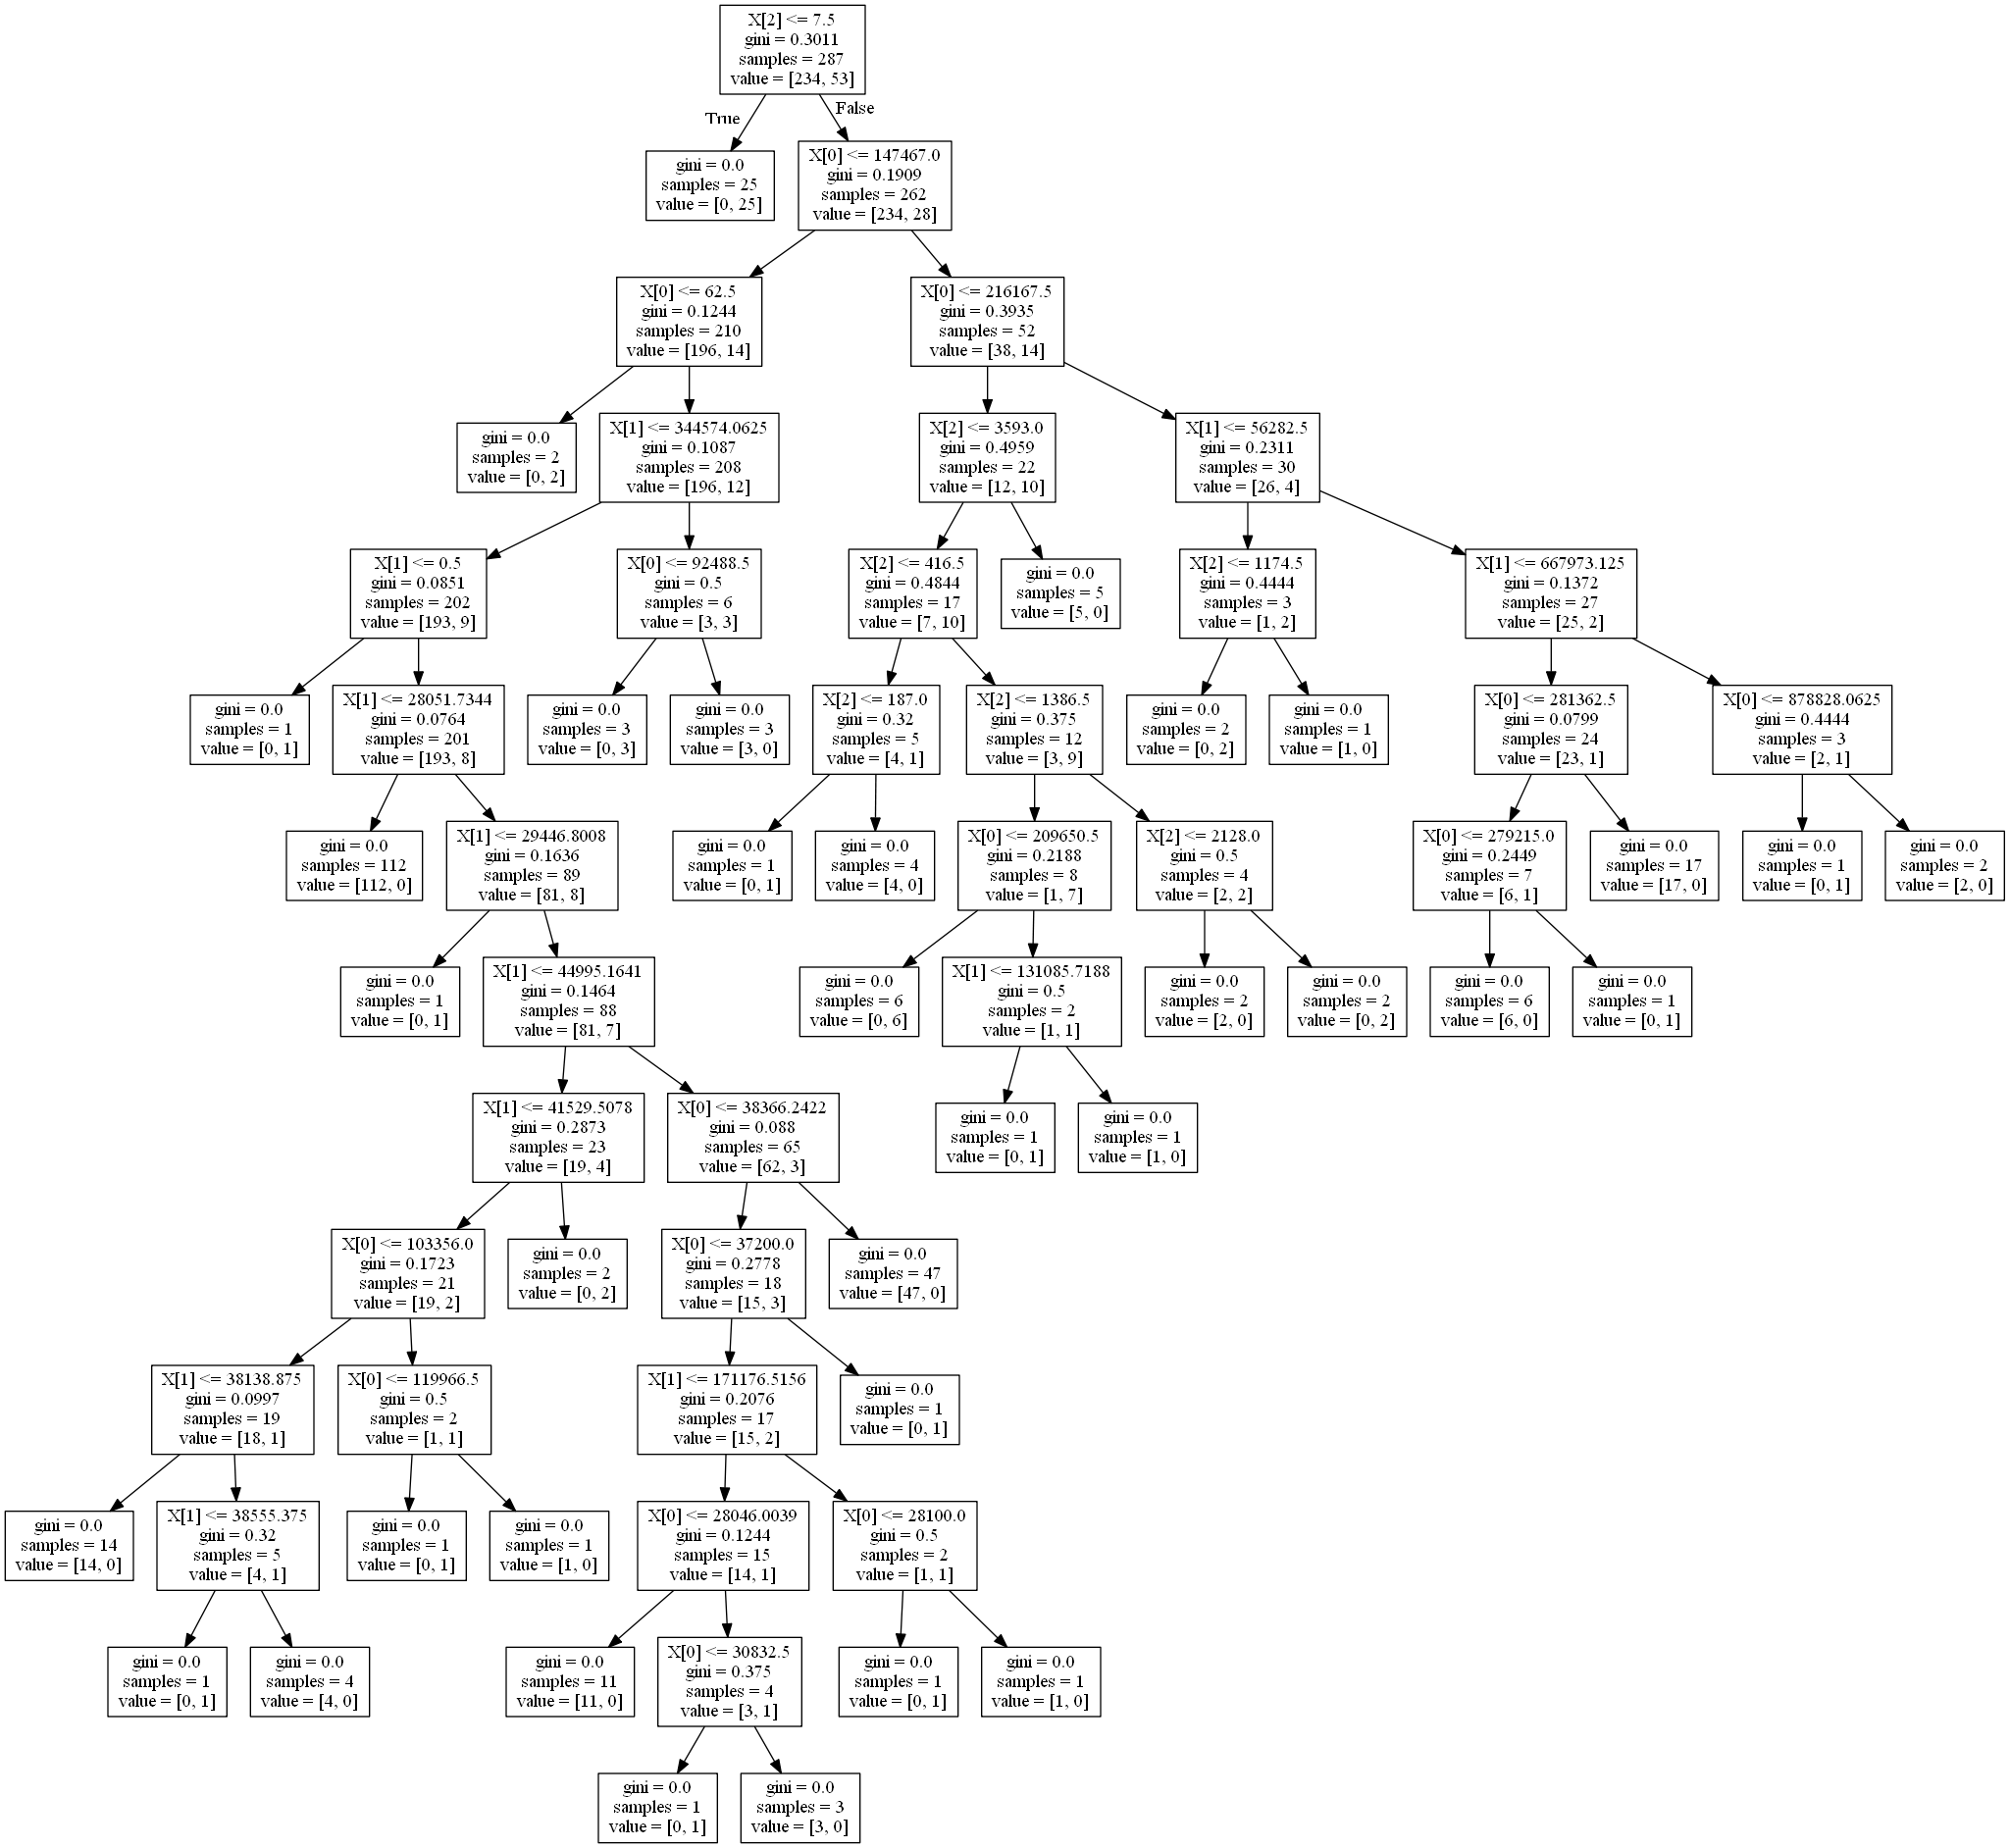 X[2] <= 7.5
gini = 0.3011
samples = 287
value = [234, 53]
True
False
gini = 0.0
samples = 25
value = [0, 25]
X[0] <= 147467.0
gini = 0.1909
samples = 262
value = [234, 28]
X[0] <= 62.5
gini = 0.1244
samples = 210
value = [196, 14]
X[0] <= 216167.5
gini = 0.3935
samples = 52
value = [38, 14]
gini = 0.0
samples = 2
value = [0, 2]
X[1] <= 344574.0625
gini = 0.1087
samples = 208
value = [196, 12]
X[2] <= 3593.0
gini = 0.4959
samples = 22
value = [12, 10]
X[1] <= 56282.5
gini = 0.2311
samples = 30
value = [26, 4]
X[1] <= 0.5
gini = 0.0851
samples = 202
value = [193, 9]
X[0] <= 92488.5
gini = 0.5
samples = 6
value = [3, 3]
X[2] <= 416.5
gini = 0.4844
samples = 17
value = [7, 10]
gini = 0.0
samples = 5
value = [5, 0]
X[2] <= 1174.5
gini = 0.4444
samples = 3
value = [1, 2]
X[1] <= 667973.125
gini = 0.1372
samples = 27
value = [25, 2]
gini = 0.0
samples = 1
value = [0, 1]
X[1] <= 28051.7344
gini = 0.0764
samples = 201
value = [193, 8]
gini = 0.0
samples = 3
value = [0, 3]
gini = 0.0
samples = 3
value = [3, 0]
X[2] <= 187.0
gini = 0.32
samples = 5
value = [4, 1]
X[2] <= 1386.5
gini = 0.375
samples = 12
value = [3, 9]
gini = 0.0
samples = 2
value = [0, 2]
gini = 0.0
samples = 1
value = [1, 0]
X[0] <= 281362.5
gini = 0.0799
samples = 24
value = [23, 1]
X[0] <= 878828.0625
gini = 0.4444
samples = 3
value = [2, 1]
gini = 0.0
samples = 112
value = [112, 0]
X[1] <= 29446.8008
gini = 0.1636
samples = 89
value = [81, 8]
gini = 0.0
samples = 1
value = [0, 1]
gini = 0.0
samples = 4
value = [4, 0]
X[0] <= 209650.5
gini = 0.2188
samples = 8
value = [1, 7]
X[2] <= 2128.0
gini = 0.5
samples = 4
value = [2, 2]
X[0] <= 279215.0
gini = 0.2449
samples = 7
value = [6, 1]
gini = 0.0
samples = 17
value = [17, 0]
gini = 0.0
samples = 1
value = [0, 1]
gini = 0.0
samples = 2
value = [2, 0]
gini = 0.0
samples = 1
value = [0, 1]
X[1] <= 44995.1641
gini = 0.1464
samples = 88
value = [81, 7]
gini = 0.0
samples = 6
value = [0, 6]
X[1] <= 131085.7188
gini = 0.5
samples = 2
value = [1, 1]
gini = 0.0
samples = 2
value = [2, 0]
gini = 0.0
samples = 2
value = [0, 2]
gini = 0.0
samples = 6
value = [6, 0]
gini = 0.0
samples = 1
value = [0, 1]
X[1] <= 41529.5078
gini = 0.2873
samples = 23
value = [19, 4]
X[0] <= 38366.2422
gini = 0.088
samples = 65
value = [62, 3]
gini = 0.0
samples = 1
value = [0, 1]
gini = 0.0
samples = 1
value = [1, 0]
X[0] <= 103356.0
gini = 0.1723
samples = 21
value = [19, 2]
gini = 0.0
samples = 2
value = [0, 2]
X[0] <= 37200.0
gini = 0.2778
samples = 18
value = [15, 3]
gini = 0.0
samples = 47
value = [47, 0]
X[1] <= 38138.875
gini = 0.0997
samples = 19
value = [18, 1]
X[0] <= 119966.5
gini = 0.5
samples = 2
value = [1, 1]
X[1] <= 171176.5156
gini = 0.2076
samples = 17
value = [15, 2]
gini = 0.0
samples = 1
value = [0, 1]
gini = 0.0
samples = 14
value = [14, 0]
X[1] <= 38555.375
gini = 0.32
samples = 5
value = [4, 1]
gini = 0.0
samples = 1
value = [0, 1]
gini = 0.0
samples = 1
value = [1, 0]
X[0] <= 28046.0039
gini = 0.1244
samples = 15
value = [14, 1]
X[0] <= 28100.0
gini = 0.5
samples = 2
value = [1, 1]
gini = 0.0
samples = 1
value = [0, 1]
gini = 0.0
samples = 4
value = [4, 0]
gini = 0.0
samples = 11
value = [11, 0]
X[0] <= 30832.5
gini = 0.375
samples = 4
value = [3, 1]
gini = 0.0
samples = 1
value = [0, 1]
gini = 0.0
samples = 1
value = [1, 0]
gini = 0.0
samples = 1
value = [0, 1]
gini = 0.0
samples = 3
value = [3, 0]